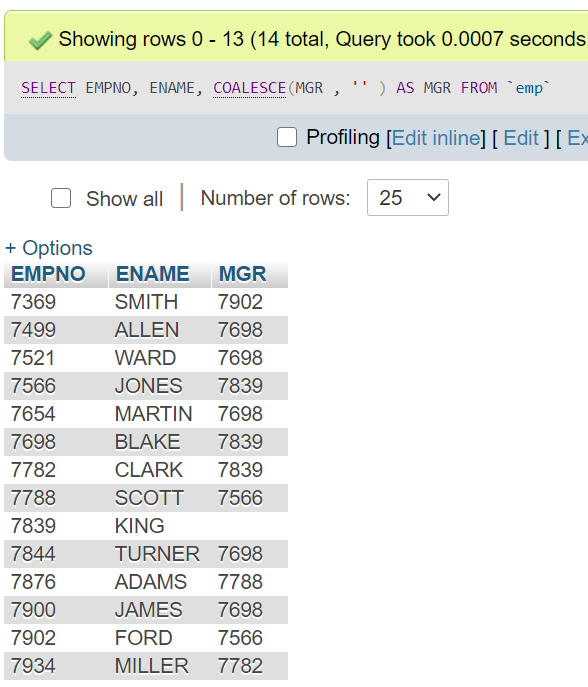 Showing rows 0 - 13 (14 total, Query took 0.0007 seconds
SELECT EMPNO, ENAME, COALESCE(MGR , '' ) AS MGR FROM `emp`
Profiling [Edit inline] [ Edit ] [ Ex
Show all | Number of rows: 25
+ Options
EMPNO ENAME MGR
7369 SMITH 7902
7499 ALLEN 7698
7521 WARD 7698
7566 JONES 7839
7654 MARTIN 7698
7698 BLAKE 7839
7782 CLARK 7839
7788 SCOTT 7566
7839 KING
7844 TURNER 7698
7876 ADAMS 7788
7900 JAMES 7698
7902 FORD 7566
7934 MILLER 7782